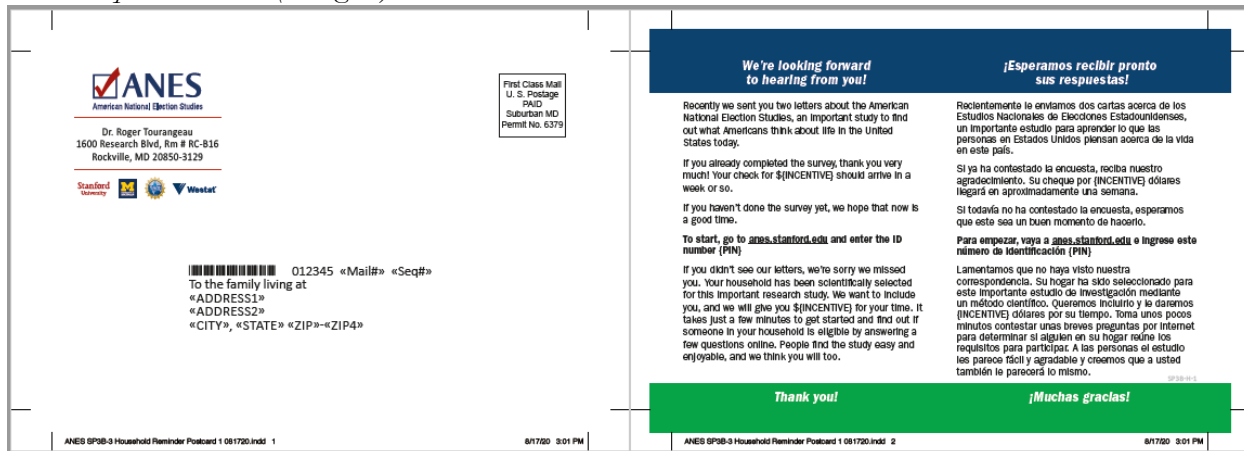 ANES
American National Election Studies
Dr. Roger Tourangeau
1600 Research Blvd, Rm # RC-B16
Rockville, MD 20850-3129
Stanford
University
M
Westat
First Class Mail
U. S. Postage
PAID
Suburban MD
Permit No. 6379
012345 «Mail#» «Seq#»
To the family living at
«ADDRESS1»
«ADDRESS2»
«CITY», «STATE» «ZIP»-«ZIP4»
ANES SP3B-3 Household Reminder Postcard 1 081720.indd 1
8/17/20 3:01 PM
We're looking forward
to hearing from you!
Recently we sent you two letters about the American
National Election Studies, an important study to find
out what Americans think about life in the United
States today.
If you already completed the survey, thank you very
much! Your check for ${INCENTIVE} should arrive in a
week or so.
If you haven't done the survey yet, we hope that now is
a good time.
To start, go to anes.stanford.edu and enter the ID
number {PIN}
If you didn't see our letters, we're sorry we missed
you. Your household has been scientifically selected
for this important research study. We want to include
you, and we will give you ${INCENTIVE} for your time. It
takes just a few minutes to get started and find out if
someone in your household is eligible by answering a
few questions online. People find the study easy and
enjoyable, and we think you will too.
Thank you!
¡Esperamos recibir pronto
sus respuestas!
Recientemente le enviamos dos cartas acerca de los
Estudios Nacionales de Elecciones Estadounidenses,
un importante estudio para aprender lo que las
personas en Estados Unidos piensan acerca de la vida
en este país.
Si ya ha contestado la encuesta, reciba nuestro
agradecimiento. Su cheque por {INCENTIVE} dólares
llegará en aproximadamente una semana.
Si todavía no ha contestado la encuesta, esperamos
que este sea un buen momento de hacerlo.
Para empezar, vaya a anes.stanford.edu e ingrese este
número de identificación {PIN}
Lamentamos que no haya visto nuestra
correspondencia. Su hogar ha sido seleccionado para
este importante estudio de investigación mediante
un método científico. Queremos incluirlo y le daremos
{INCENTIVE} dólares por su tiempo. Toma unos pocos
minutos contestar unas breves preguntas por Internet
para determinar si alguien en su hogar reúne los
requisitos para participar. A las personas el estudio
les parece fácil y agradable y creemos que a usted
también le parecerá lo mismo.
SP3B-H-S
¡Muchas gracias!
ANES SP3B-3 Household Reminder Postcard 1 081720.indd 2
8/17/20 3:01 PM